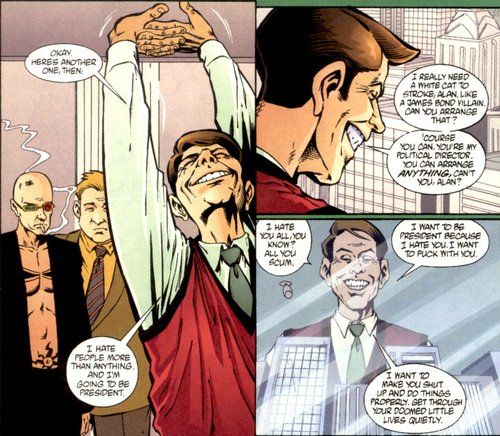 OKAY.
HERE'S ANOTHER
ONE, THEN:
I HATE
PEOPLE MORE
THAN ANYTHING.
AND I'M
GOING TO BE
PRESIDENT.
I REALLY NEED
A WHITE CAT TO
STROKE, ALAN. LIKE
A JAMES BOND VILLAIN.
CAN YOU ARRANGE
THAT?
'COURSE
YOU CAN. YOU'RE MY
POLITICAL DIRECTOR.
YOU CAN ARRANGE
ANYTHING, CAN'T
YOU, ALAN?
I HATE
YOU ALL, YOU
KNOW?
ALL YOU
SCUM.
I WANT TO BE
PRESIDENT BECAUSE
I HATE YOU. I WANT
TO FUCK WITH YOU.
I WANT TO
MAKE YOU SHUT
UP AND DO THINGS
PROPERLY. GET THROUGH
YOUR DOOMED LITTLE
LIVES QUIETLY.